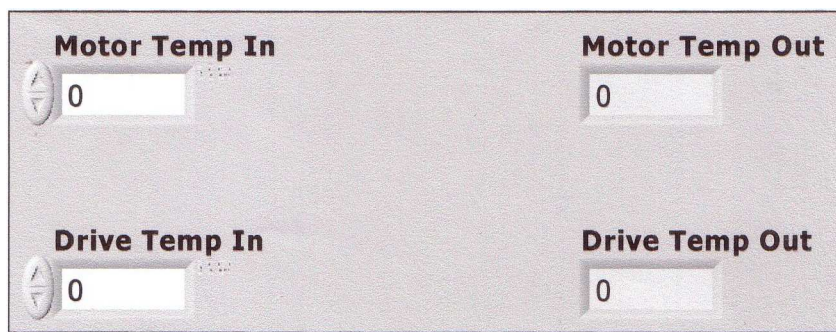 Motor Temp In
Motor Temp Out
0
0
Drive Temp In
Drive Temp Out
0
0